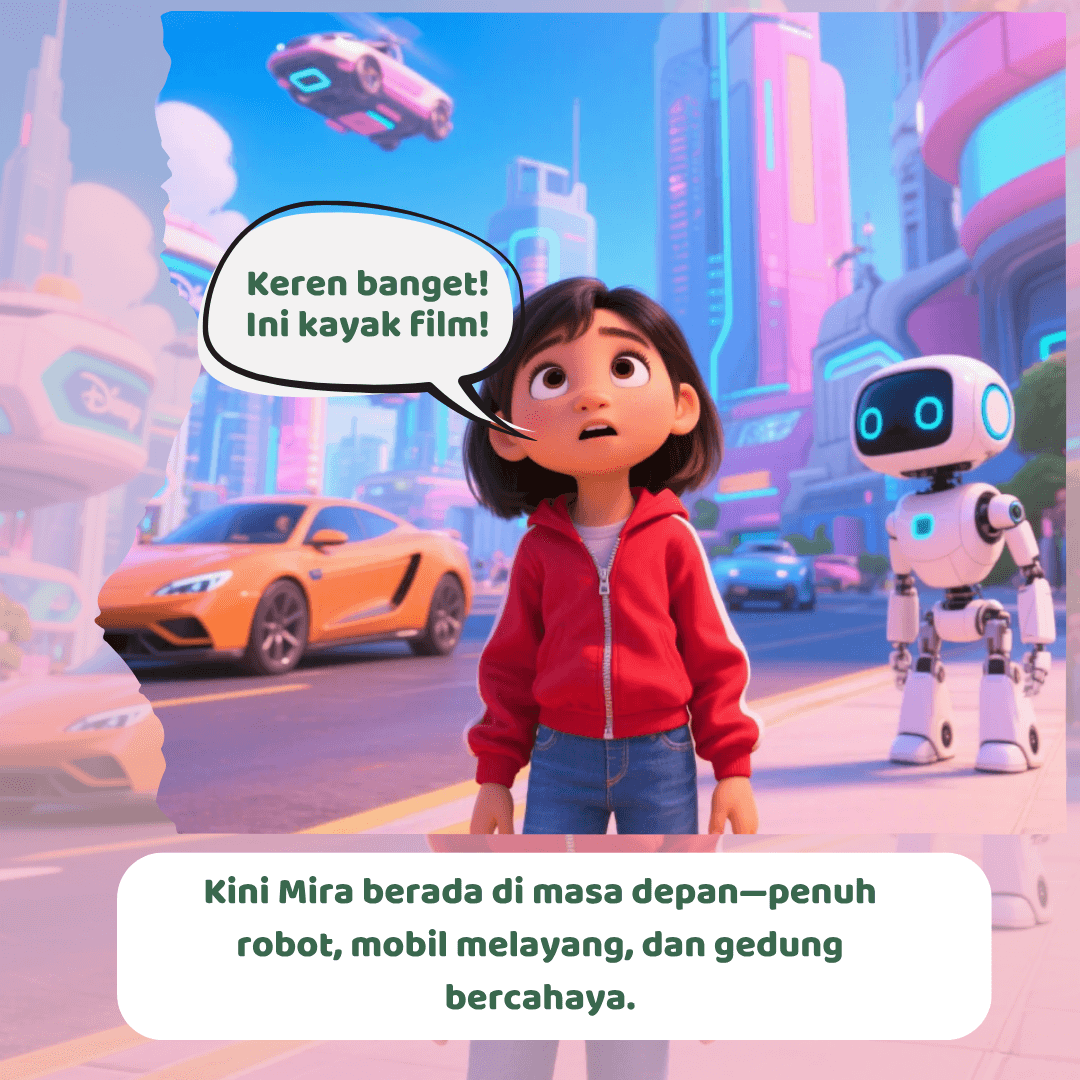 Keren banget!
Ini kayak film!
Kini Mira berada di masa depan—penuh
robot, mobil melayang, dan gedung
bercahaya.